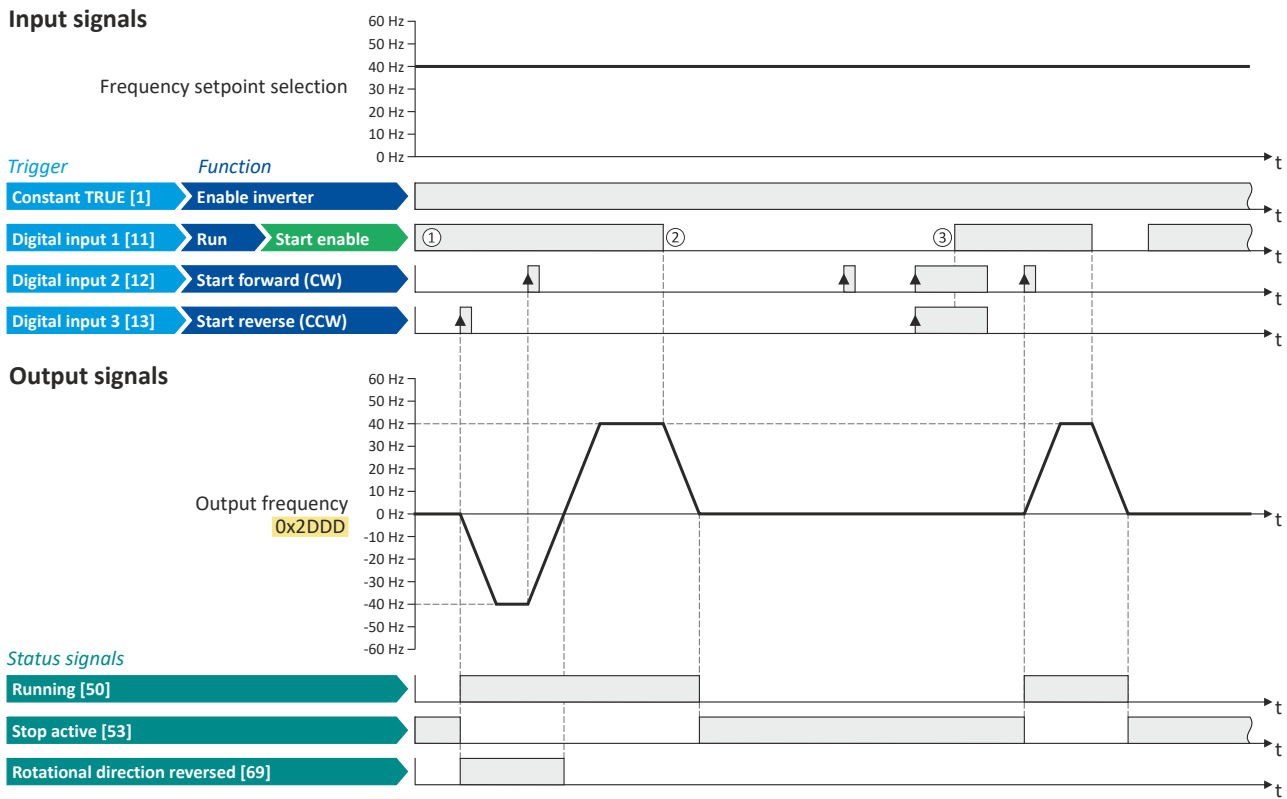 Input signals
60 Hz
50 Hz
40 Hz
30 Hz
20 Hz
10 Hz
0 Hz
Frequency setpoint selection
t
Trigger Function
Constant TRUE [1] Enable inverter
t
Digital input 1 [11] Run Start enable ① ② ③
t
Digital input 2 [12] Start forward (CW)
t
Digital input 3 [13] Start reverse (CCW)
t
Output signals
60 Hz
50 Hz
40 Hz
30 Hz
20 Hz
10 Hz
0 Hz
-10 Hz
-20 Hz
-30 Hz
-40 Hz
-50 Hz
-60 Hz
Output frequency
0x2DDD
t
Status signals
Running [50]
t
Stop active [53]
t
Rotational direction reversed [69]
t